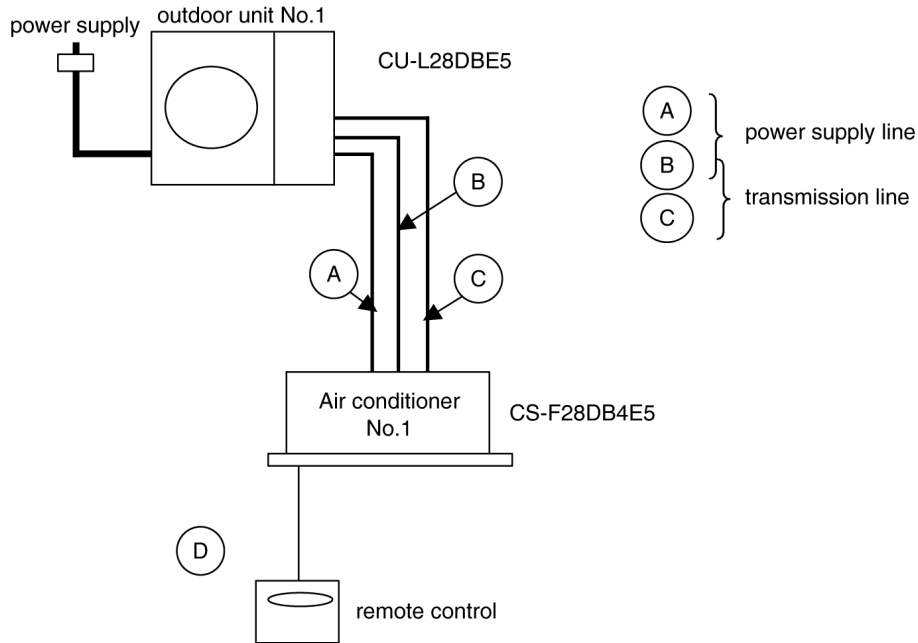 outdoor unit No.1
power supply
CU-L28DBE5
A
power supply line
B
transmission line
C
B
A
C
Air conditioner
No.1
CS-F28DB4E5
D
remote control